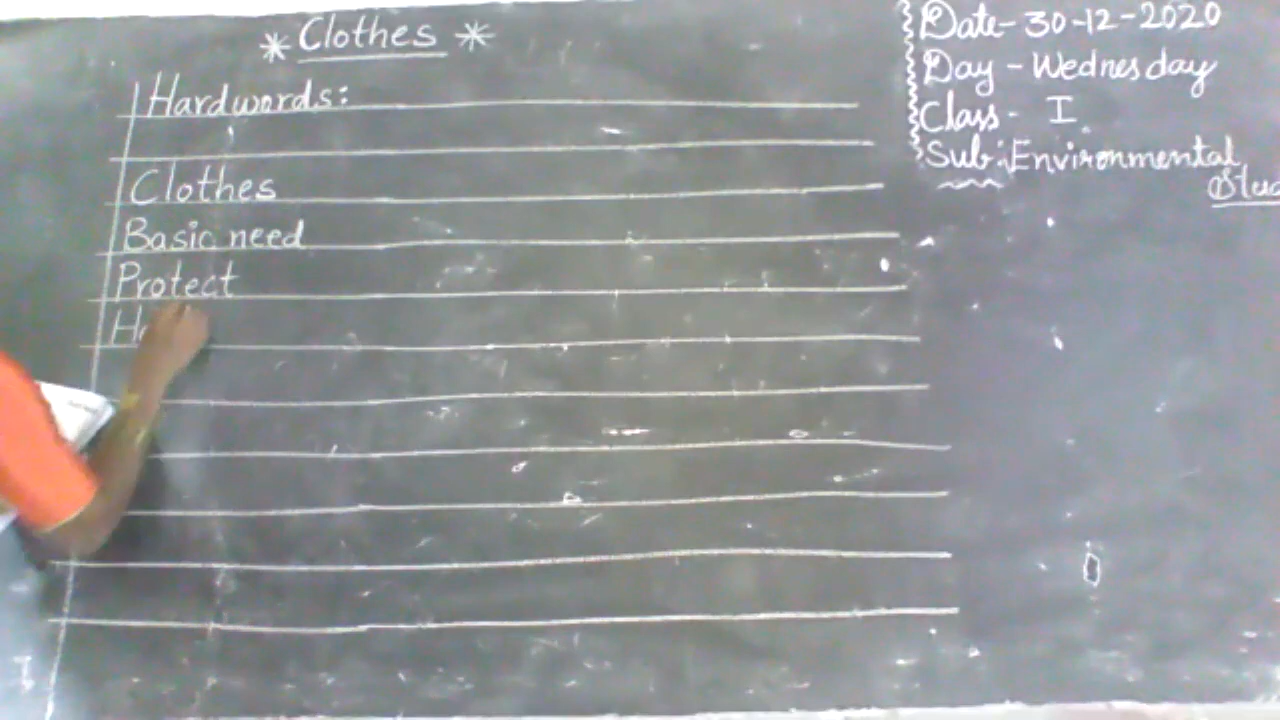 * Clothes *
Hardwords:
Clothes
Basic need
Protect
Date- 30-12-2020
Day - Wednesday
Class- I
Sub: Environmental